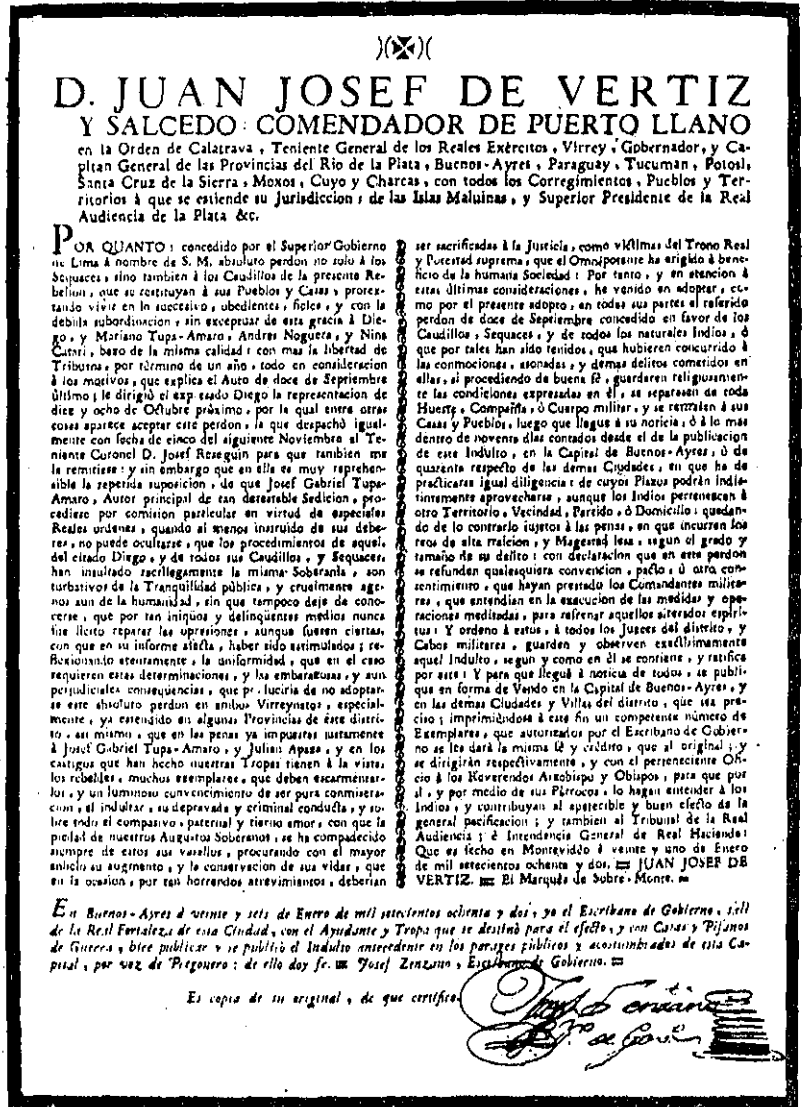 )(✠)(
D. JUAN JOSEF DE VERTIZ
Y SALCEDO: COMENDADOR DE PUERTO LLANO
en la Orden de Calatrava, Teniente General de los Reales Exércitos, Virrey, Gobernador, y Ca-
pitan General de las Provincias del Rio de la Plata, Buenos-Ayres, Paraguay, Tucuman, Potosí,
Santa Cruz de la Sierra, Moxos, Cuyo y Charcas, con todos los Corregimientos, Pueblos y Ter-
ritorios à que se estiende su Jurisdiccion; de las Islas Maluinas, y Superior Presidente de la Real
Audiencia de la Plata &c.
POR QUANTO: concedido por el Superior Gobierno
de Lima à nombre de S. M. absoluto perdon no solo à los
Sequaces, sino tambien à los Caudillos de la presente Re-
belion, que se restituyan à sus Pueblos y Casas, protex-
tando vivir en lo succesivo, obedientes, fieles, y con la
debida subordinacion, sin exceptuar de esta gracia à Die-
go, y Mariano Tupa-Amaro, Andres Noguera, y Nina
Catari, baxo de la misma calidad; con mas la libertad de
Tributos, por término de un año, todo en consideracion
à los motivos, que explica el Auto de doce de Septiembre
último; le dirigió el expresado Diego la representacion de
diez y ocho de Octubre próximo, por la qual entre otras
cosas aparece aceptar este perdon, la que despachó igual-
mente con fecha de cinco del siguiente Noviembre al Te-
niente Coronel D. Josef Reseguin para que tambien me
la remitiese: y sin embargo que en ella es muy reprehen-
sible la repetida suposicion, de que Josef Gabriel Tupa-
Amaro, Autor principal de tan detestable Sedicion, pro-
cediese por comision particular en virtud de especiales
Reales ordenes, quando al menos instruido de sus debe-
res, no puede ocultarse, que los procedimientos de aquel,
del citado Diego, y de todos sus Caudillos, y Sequaces,
han insultado sacrílegamente la misma Soberanía, son
turbativos de la Tranquilidad pública, y cruelmente age-
nos aun de la humanidad, sin que tampoco deje de cono-
cerse, que por tan iniqüos y delinqüentes medios nunca
fue lícito reparar las opresiones, aunque fuesen ciertas,
con que en su informe afecta, haber sido estimulados; re-
flexionando atentamente, la uniformidad, que en el caso
requieren estas determinaciones, y las embarazosas, y aun
perjudiciales conseqüencias, que produciria de no adoptar-
se este absoluto perdon en ambos Virreynatos, especial-
mente, ya estendido en algunas Provincias de éste distri-
to, asi mismo, que en las penas ya impuestas justamente
à Josef Gabriel Tupa-Amaro, y Julian Apasa, y en los
castigos que han hecho nuestras Tropas tienen à la vista,
los rebeldes, muchos exemplares, que deben escarmentar-
los, y un luminoso convencimiento de ser pura conmisera-
cion, el indultar, su depravada y criminal conducta, y so-
bre todo el compasivo, paternal y tierno amor, con que la
piedad de nuestros Augustos Soberanos, se ha compadecido
siempre de estos sus vasallos, procurando con el mayor
anhelo su augmento, y la conservacion de sus vidas, que
en la ocasion, por tan horrendos atrevimientos, deberian
ser sacrificadas à la Justicia, como víctimas del Trono Real
y Potestad suprema, que el Omnipotente ha erigido à bene-
ficio de la humana Sociedad: Por tanto, y en atencion à
estas últimas consideraciones, he venido en adoptar, co-
mo por el presente adopto, en todas sus partes el referido
perdon de doce de Septiembre concedido en favor de los
Caudillos, Sequaces, y de todos los naturales Indios, ó
que por tales han sido tenidos, que hubieren concurrido à
las conmociones, asonadas, y demas delitos cometidos en
ellas, si procediendo de buena fé, guardaren religiosamen-
te las condiciones expresadas en él, se separasen de toda
Hueste, Compañía, ó Cuerpo militar, y se retiraren à sus
Casas y Pueblos, luego que llegue à su noticia, ó à lo mas
dentro de noventa dias contados desde el de la publicacion
de este Indulto, en la Capital de Buenos-Ayres, ó de
quarenta respecto de las demas Ciudades, en que ha de
practicarse igual diligencia; de cuyos Plazos podrán indis-
tintamente aprovecharse, aunque los Indios pertenezcan à
otro Territorio, Vecindad, Partido, ó Domicilio; quedan-
do de lo contrario sujetos à las penas, en que incurren los
reos de alta traicion, y Magestad lesa, segun el grado y
tamaño de su delito: con declaracion que en este perdon
se refunden qualesquiera convencion, pacto, ú otro con-
sentimiento, que hayan prestado los Comandantes milita-
res, que entendian en la execucion de las medidas y ope-
raciones meditadas, para refrenar aquellos alterados espíri-
tus: Y ordeno à estos, à todos los Jueces del distrito, y
Cabos militares, guarden y observen exactísimamente
aquel Indulto, segun y como en él se contiene, y ratifica
por este: Y para que llegue à noticia de todos, se publi-
que en forma de Vando en la Capital de Buenos-Ayres, y
en las demas Ciudades y Villas del distrito, que sea pre-
ciso; imprimiéndose à este fin un competente número de
Exemplares, que autorizados por el Escribano de Gobier-
no se les dará la misma fé y crédito, que al original; y
se dirigirán respectivamente, y con el perteneciente Ofi-
cio à los Reverendos Arzobispo y Obispos, para que por
sí, y por medio de sus Párrocos, lo hagan entender à los
Indios, y contribuyan al apetecible y buen efecto de la
general pacificacion; y tambien al Tribunal de la Real
Audiencia; é Intendencia General de Real Hacienda:
Que es fecho en Montevidéo à veinte y uno de Enero
de mil setecientos ochenta y dos. = JUAN JOSEF DE
VERTIZ. = El Marqués de Sobre-Monte. =
En Buenos-Ayres à veinte y seis de Enero de mil setecientos ochenta y dos, yo el Escribano de Gobierno, salí
de la Real Fortaleza de esta Ciudad, con el Ayudante y Tropa que se destinó para el efecto, y con Caxas y Pífanos
de Guerra, hice publicar y se publicó el Indulto antecedente en los parages públicos y acostumbrados de esta Ca-
pital, por voz de Pregonero; de ello doy fe. = Josef Zenzano, Escribano de Gobierno. =
Es copia de su original, de que certifico.
Josef Zenzano
Ess.no de Gov.o